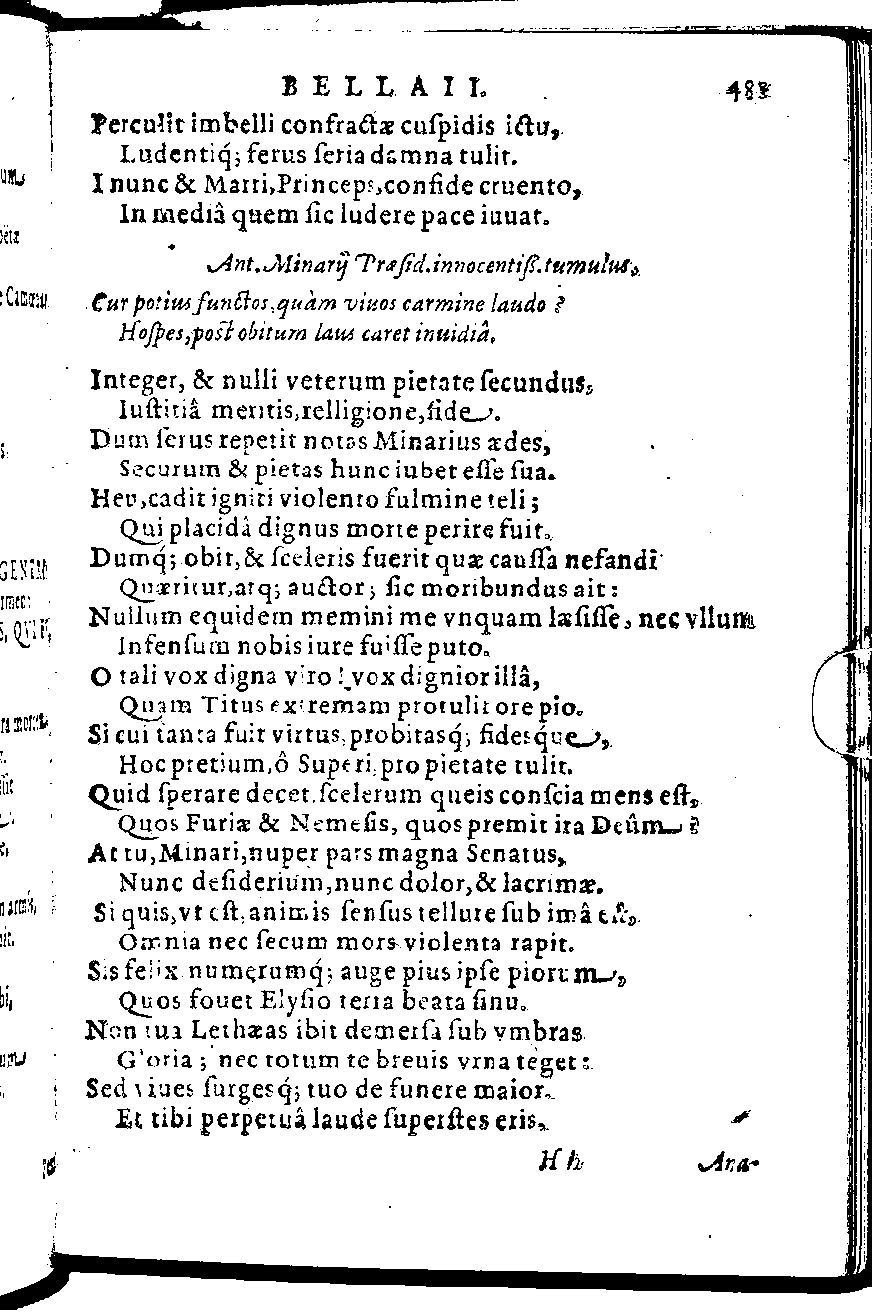 BELLAII.
Perculit imbelli confractæ cuſpidis ictu,
Ludentiq́; ferus ſeria damna tulit.
I nunc & Marti, Princeps, confide cruento,
In mediâ quem ſic ludere pace iuuat.
Ant. Minarij Præſid. innocentiſſ. tumulus.
Cur potius functos, quàm viuos carmine laudo?
Hoſpes, poſt obitum laus caret inuidiâ.
Integer, & nulli veterum pietate ſecundus,
Iuſtitiâ meritis, relligione, fide.
Dum ſerus repetit notas Minarius ædes,
Securum & pietas hunc iubet eſſe ſua.
Heu, cadit igniti violento fulmine teli;
Qui placidâ dignus morte perire fuit.
Dumq́; obit, & ſceleris fuerit quæ cauſſa nefandi
Quæritur, atq; auctor; ſic moribundus ait:
Nullum equidem memini me vnquam læſiſſe, nec vllum
Infenſum nobis iure fuiſſe puto.
O tali vox digna viro! vox dignior illâ,
Quam Titus extremam protulit ore pio.
Si cui tanta fuit virtus, probitasq́; fidesq́ue,
Hoc pretium, ô Superi, pro pietate tulit.
Quid ſperare decet, ſcelerum queis conſcia mens eſt,
Quos Furiæ & Nemeſis, quos premit ira Deûm?
At tu, Minari, nuper pars magna Senatus,
Nunc deſiderium, nunc dolor, & lacrimæ.
Si quis, vt eſt, animis ſenſus tellure ſub imâ eſt,
Omnia nec ſecum mors violenta rapit.
Sis felix numerumq́; auge pius ipſe piorum,
Quos fouet Elyſio terra beata ſinu.
Non tua Lethæas ibit demerſa ſub vmbras
Gloria; nec totum te breuis vrna teget:
Sed viues ſurgesq́; tuo de funere maior.
Et tibi perpetuâ laude ſuperſtes eris.
Hh Ana-